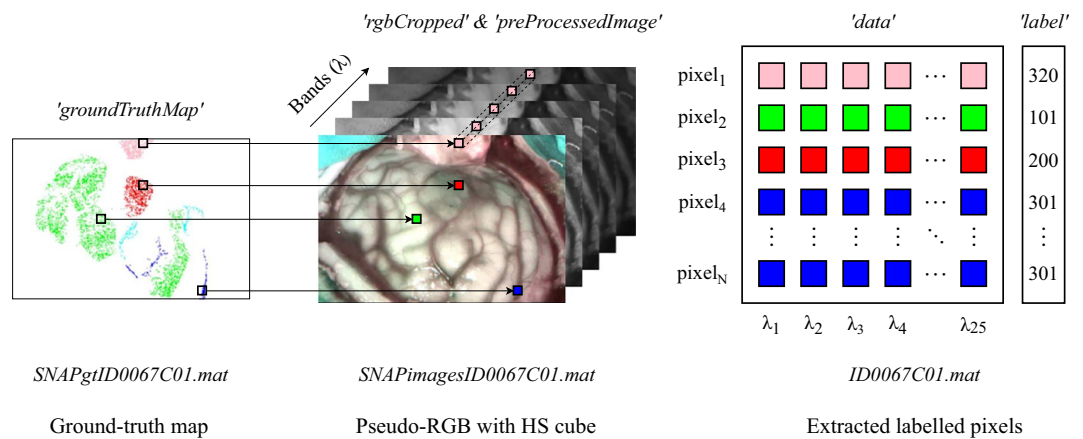 'rgbCropped' & 'preProcessedImage'
'data'
'label'
'groundTruthMap'
Bands (λ)
pixel1 320
pixel2 101
pixel3 200
pixel4 301
pixelN 301
λ1 λ2 λ3 λ4 λ25
SNAPgtID0067C01.mat
SNAPimagesID0067C01.mat
ID0067C01.mat
Ground-truth map
Pseudo-RGB with HS cube
Extracted labelled pixels